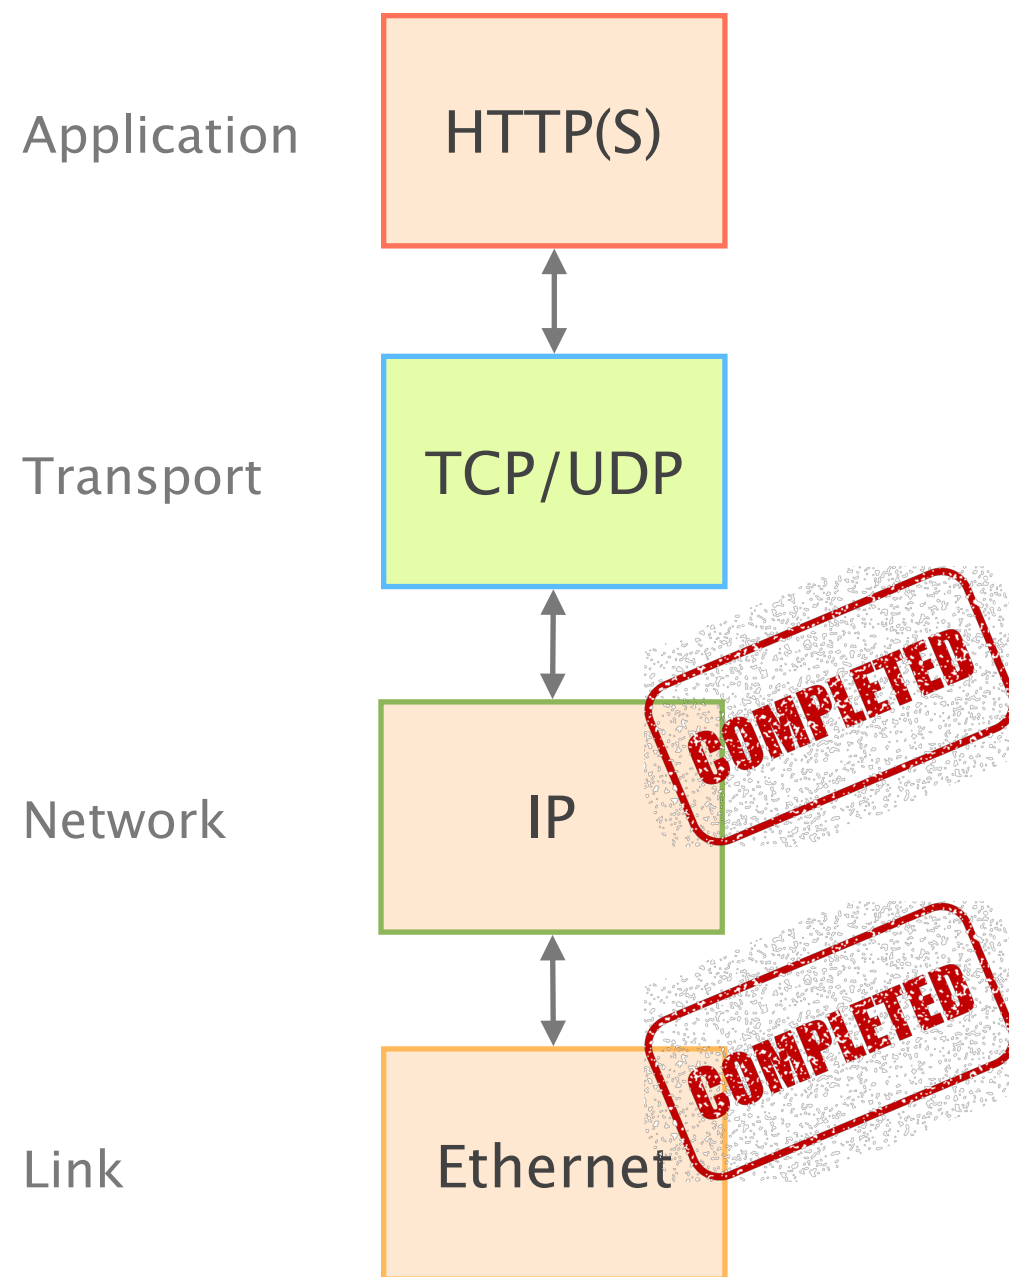 Application
HTTP(S)
Transport
TCP/UDP
COMPLETED
Network
IP
COMPLETED
Link
Ethernet